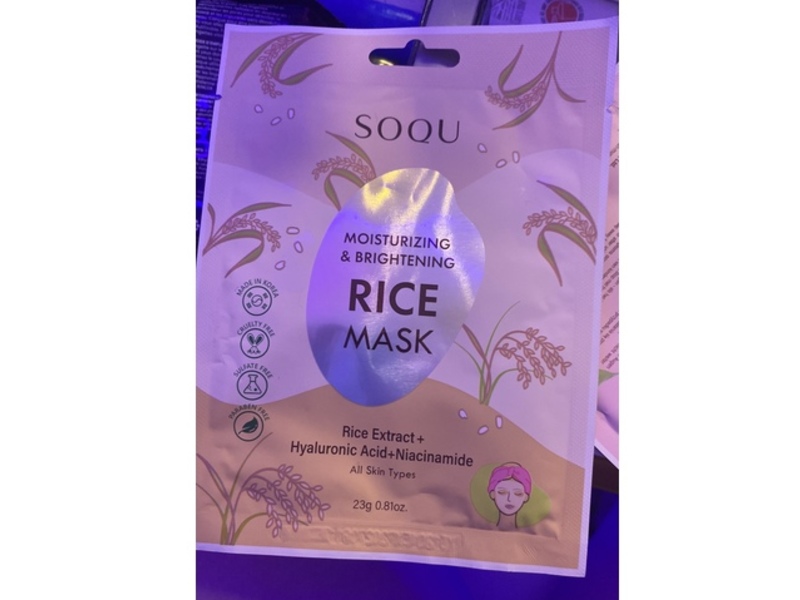 SOQU
MOISTURIZING
& BRIGHTENING
RICE
MASK
MADE IN KOREA
CRUELTY FREE
SULFATE FREE
PARABEN FREE
Rice Extract +
Hyaluronic Acid+Niacinamide
All Skin Types
23g 0.81oz.